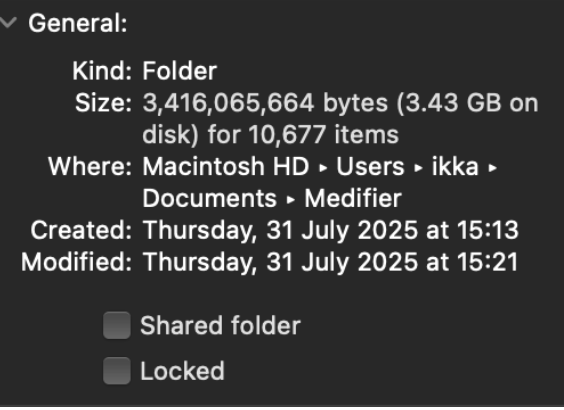 General:
Kind: Folder
Size: 3,416,065,664 bytes (3.43 GB on
disk) for 10,677 items
Where: Macintosh HD ▸ Users ▸ ikka ▸
Documents ▸ Medifier
Created: Thursday, 31 July 2025 at 15:13
Modified: Thursday, 31 July 2025 at 15:21
Shared folder
Locked